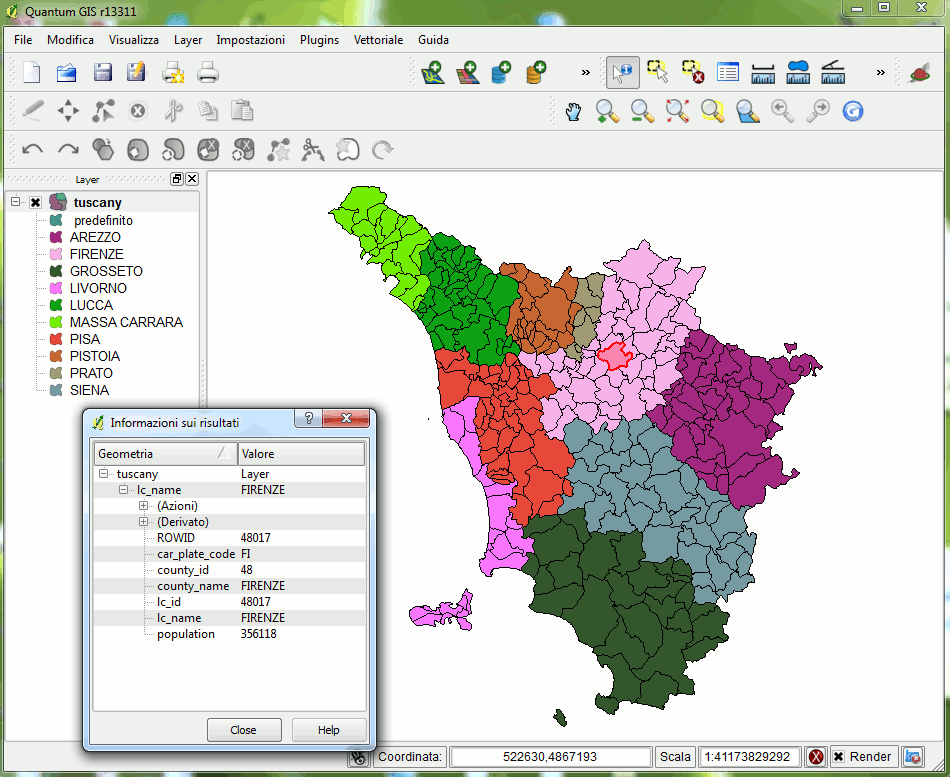 Quantum GIS r13311
File Modifica Visualizza Layer Impostazioni Plugins Vettoriale Guida
» »
Layer
tuscany
predefinito
AREZZO
FIRENZE
GROSSETO
LIVORNO
LUCCA
MASSA CARRARA
PISA
PISTOIA
PRATO
SIENA
Informazioni sui risultati
Geometria Valore
tuscany Layer
lc_name FIRENZE
(Azioni)
(Derivato)
ROWID 48017
car_plate_code FI
county_id 48
county_name FIRENZE
lc_id 48017
lc_name FIRENZE
population 356118
Close Help
Coordinata: 522630,4867193 Scala 1:41173829292 Render